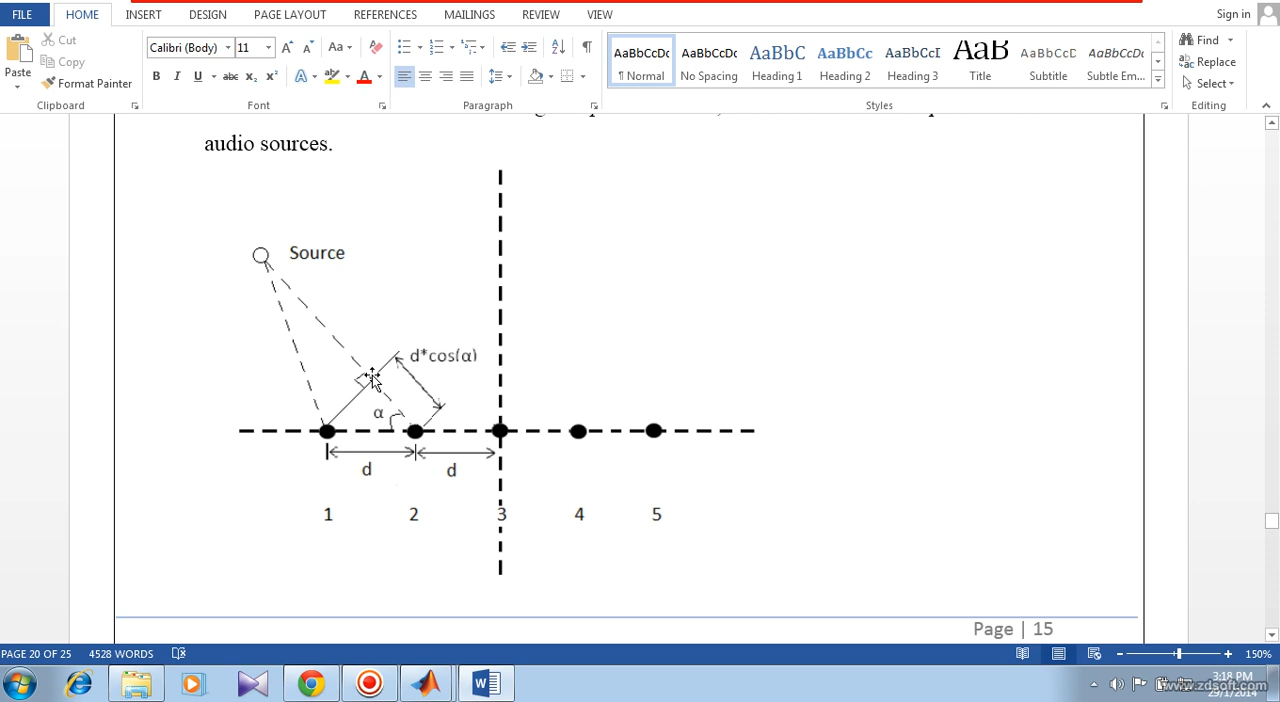 FILE HOME INSERT DESIGN PAGE LAYOUT REFERENCES MAILINGS REVIEW VIEW Sign in
Cut
Copy
Format Painter
Paste
Clipboard
Calibri (Body) 11 Aa
B I U abc x₂ x² A A
Font
Paragraph
AaBbCcDc AaBbCcDc AaBbC AaBbCc AaBbCcI AaB AaBbCcD AaBbCcDc
¶ Normal No Spacing Heading 1 Heading 2 Heading 3 Title Subtitle Subtle Em...
Styles
Find
Replace
Select
Editing
audio sources.
Source
d*cos(α)
α
d d
1 2 3 4 5
Page | 15
PAGE 20 OF 25 4528 WORDS 150%
3:18 PM
29/1/2014
www.zdsoft.com